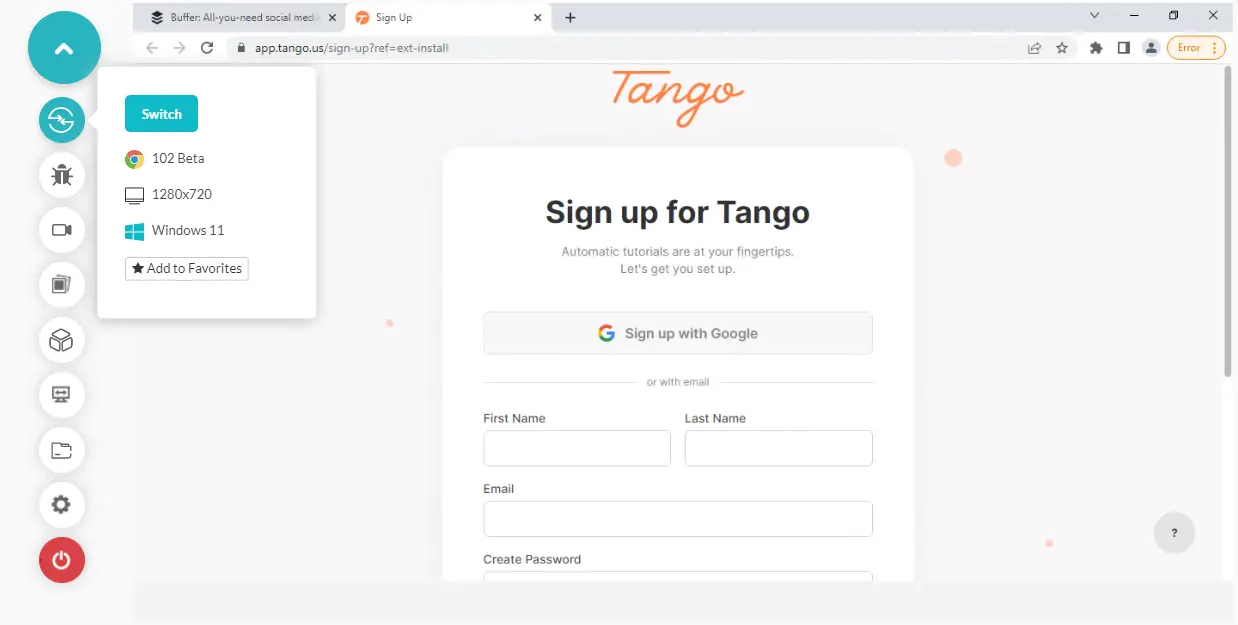 Buffer: All-you-need social media
Sign Up
app.tango.us/sign-up?ref=ext-install
Error
Switch
102 Beta
1280x720
Windows 11
Add to Favorites
Tango
Sign up for Tango
Automatic tutorials are at your fingertips.
Let's get you set up.
Sign up with Google
or with email
First Name
Last Name
Email
Create Password
?